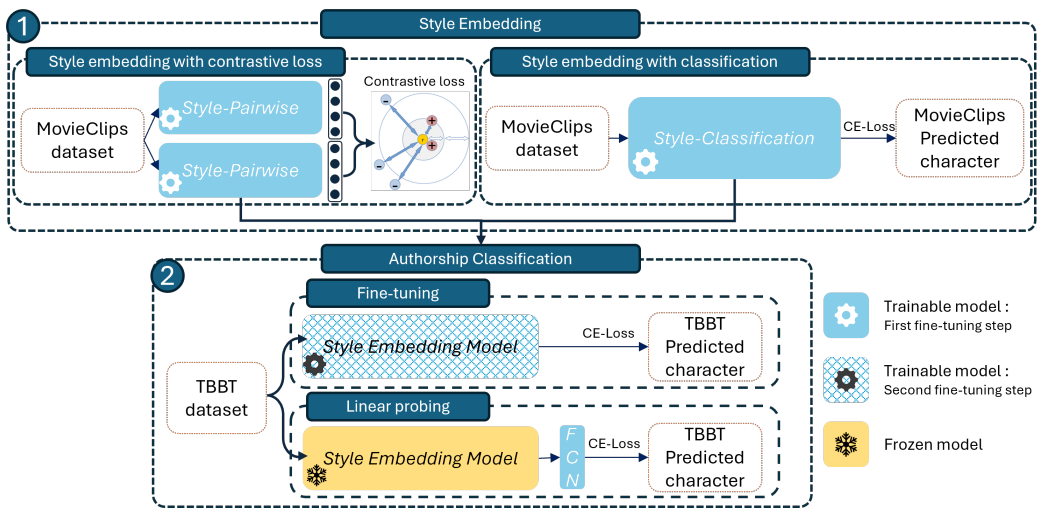 1
Style Embedding
Style embedding with contrastive loss
MovieClips
dataset
Style-Pairwise
Style-Pairwise
Contrastive loss
Style embedding with classification
MovieClips
dataset
Style-Classification
CE-Loss
MovieClips
Predicted
character
2
Authorship Classification
TBBT
dataset
Fine-tuning
Style Embedding Model
CE-Loss
TBBT
Predicted
character
Linear probing
Style Embedding Model
F
C
N
CE-Loss
TBBT
Predicted
character
Trainable model :
First fine-tuning step
Trainable model :
Second fine-tuning step
Frozen model